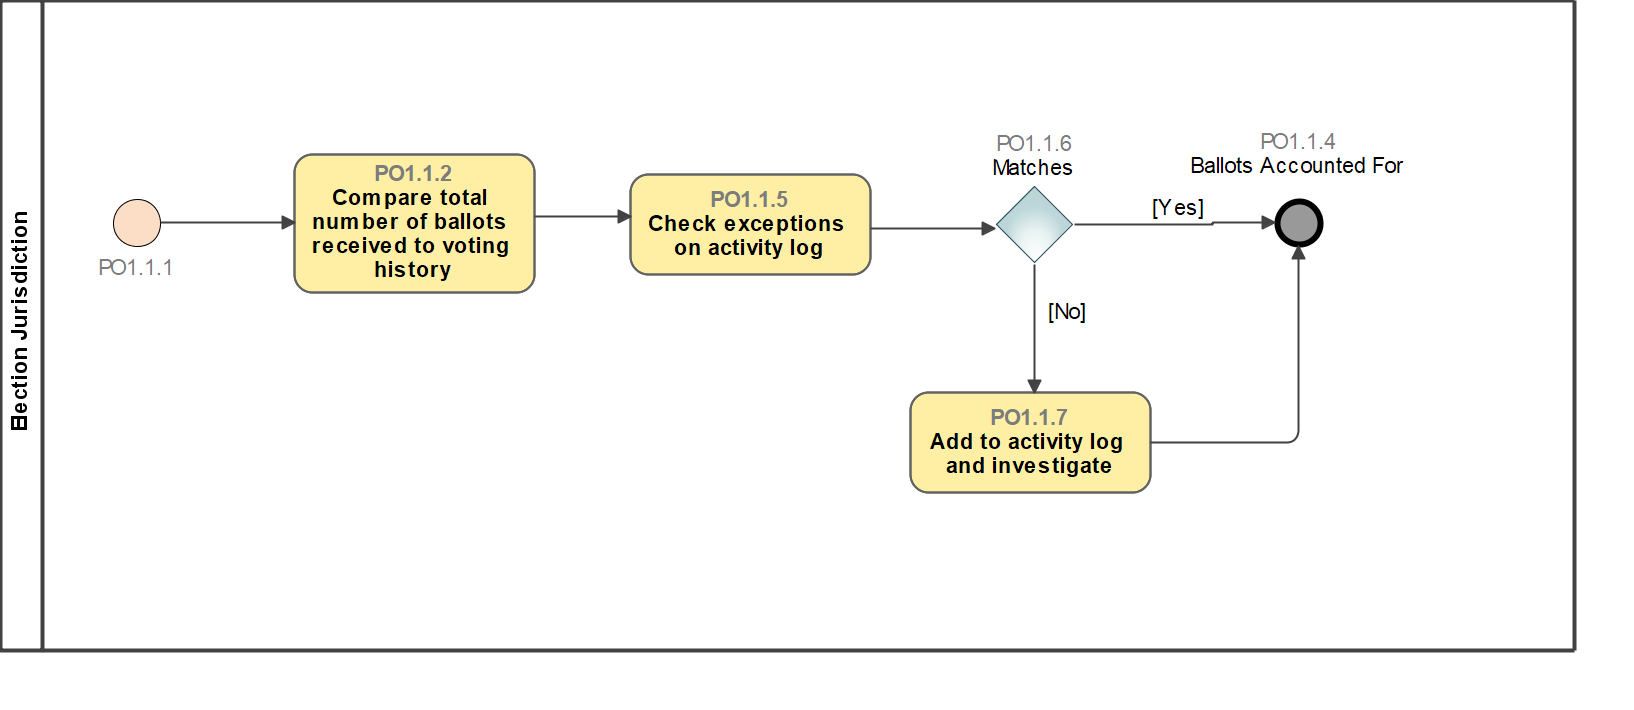 Election Jurisdiction
PO1.1.1
PO1.1.2
Compare total
number of ballots
received to voting
history
PO1.1.5
Check exceptions
on activity log
PO1.1.6
Matches
[Yes]
PO1.1.4
Ballots Accounted For
[No]
PO1.1.7
Add to activity log
and investigate